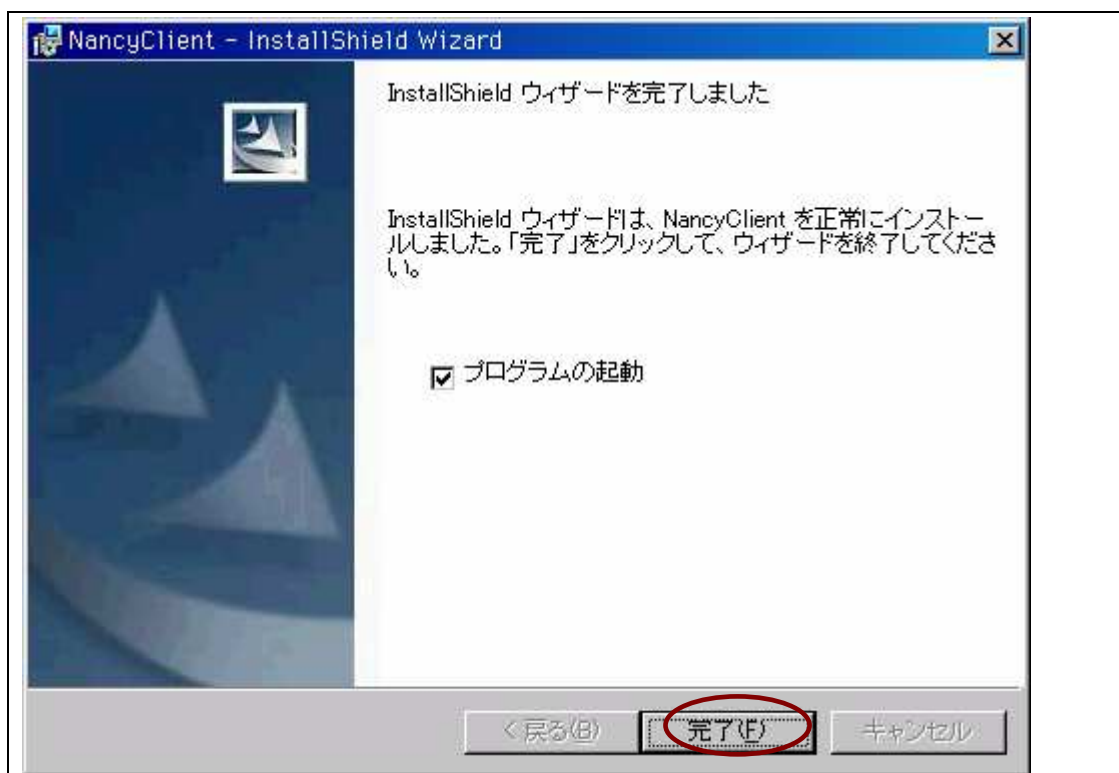 NancyClient - InstallShield Wizard
InstallShield ウィザードを完了しました
InstallShield ウィザードは、NancyClient を正常にインストー
ルしました。「完了」をクリックして、ウィザードを終了してくださ
い。
プログラムの起動
< 戻る(B)
完了(F)
キャンセル